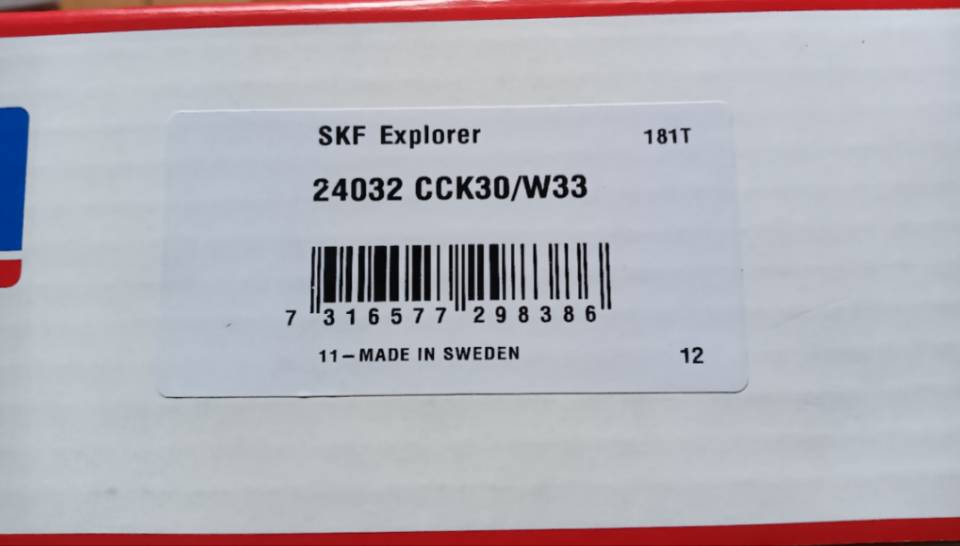 SKF Explorer 181T
24032 CCK30/W33
7 316577 298386
11-MADE IN SWEDEN 12